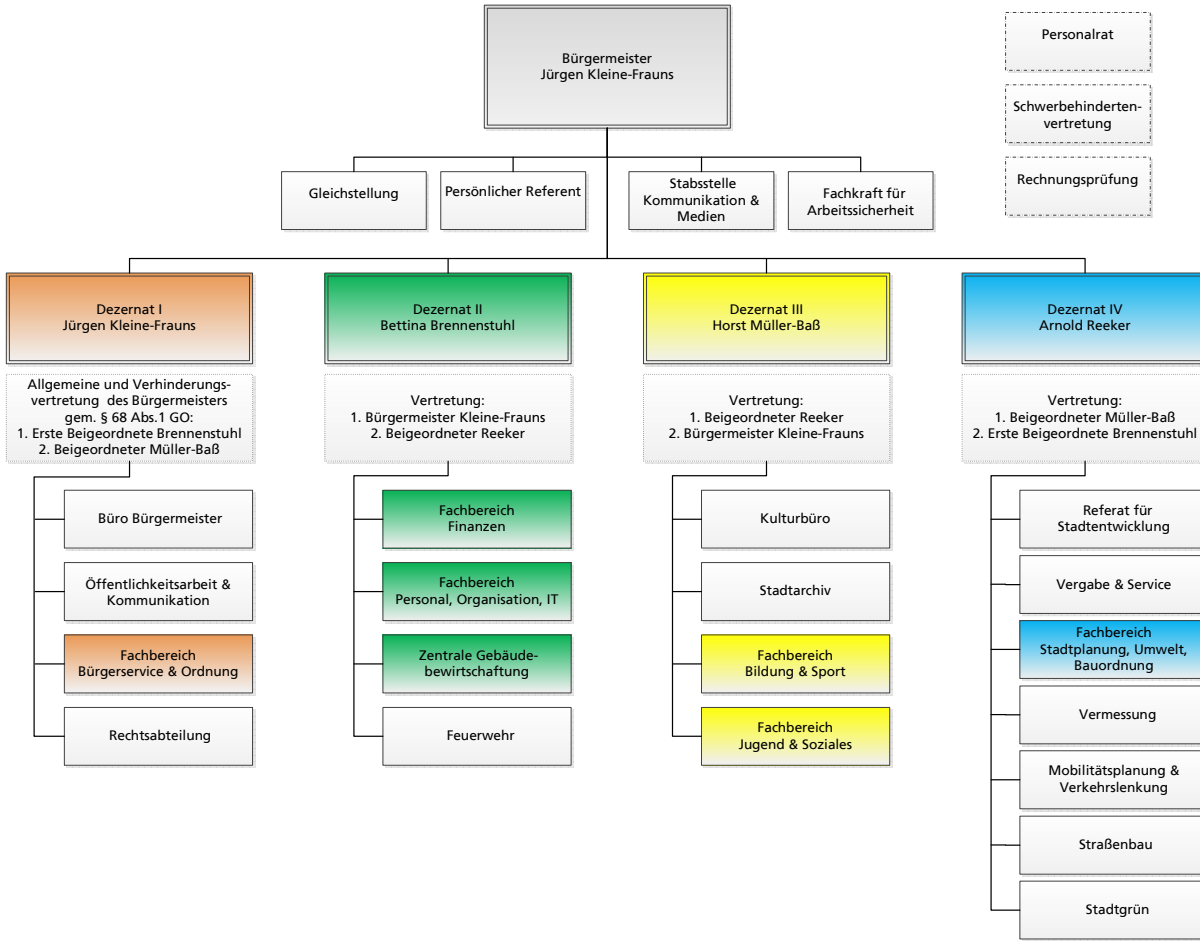 Bürgermeister
Jürgen Kleine-Frauns
Personalrat
Schwerbehinderten-
vertretung
Rechnungsprüfung
Gleichstellung
Persönlicher Referent
Stabsstelle
Kommunikation &
Medien
Fachkraft für
Arbeitssicherheit
Dezernat I
Jürgen Kleine-Frauns
Allgemeine und Verhinderungs-
vertretung des Bürgermeisters
gem. § 68 Abs.1 GO:
1. Erste Beigeordnete Brennenstuhl
2. Beigeordneter Müller-Baß
Büro Bürgermeister
Öffentlichkeitsarbeit &
Kommunikation
Fachbereich
Bürgerservice & Ordnung
Rechtsabteilung
Dezernat II
Bettina Brennenstuhl
Vertretung:
1. Bürgermeister Kleine-Frauns
2. Beigeordneter Reeker
Fachbereich
Finanzen
Fachbereich
Personal, Organisation, IT
Zentrale Gebäude-
bewirtschaftung
Feuerwehr
Dezernat III
Horst Müller-Baß
Vertretung:
1. Beigeordneter Reeker
2. Bürgermeister Kleine-Frauns
Kulturbüro
Stadtarchiv
Fachbereich
Bildung & Sport
Fachbereich
Jugend & Soziales
Dezernat IV
Arnold Reeker
Vertretung:
1. Beigeordneter Müller-Baß
2. Erste Beigeordnete Brennenstuhl
Referat für
Stadtentwicklung
Vergabe & Service
Fachbereich
Stadtplanung, Umwelt,
Bauordnung
Vermessung
Mobilitätsplanung &
Verkehrslenkung
Straßenbau
Stadtgrün